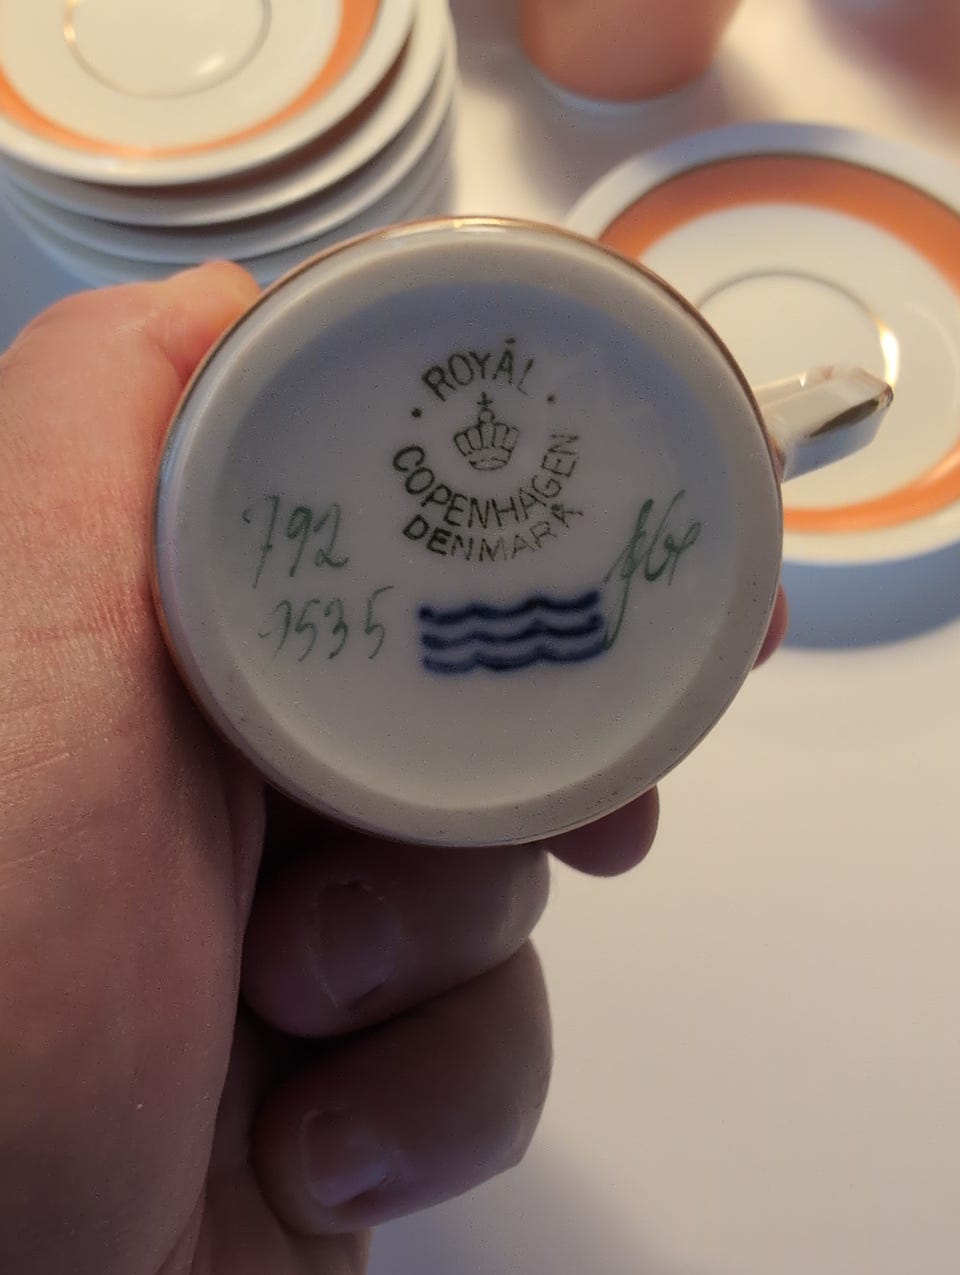 ROYAL
COPENHAGEN
DENMARK
792
9535